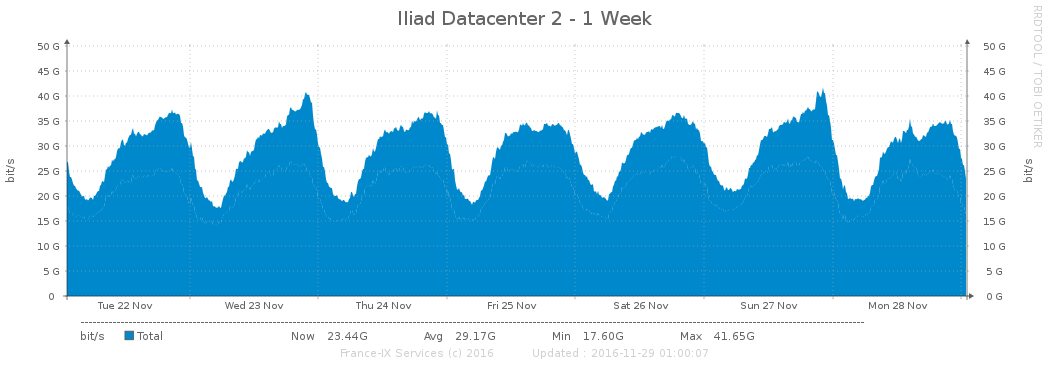 Iliad Datacenter 2 - 1 Week
RRDTOOL / TOBI OETIKER
bit/s
bit/s
50 G 50 G
45 G 45 G
40 G 40 G
35 G 35 G
30 G 30 G
25 G 25 G
20 G 20 G
15 G 15 G
10 G 10 G
5 G 5 G
0 0 G
Tue 22 Nov Wed 23 Nov Thu 24 Nov Fri 25 Nov Sat 26 Nov Sun 27 Nov Mon 28 Nov
bit/s Total Now 23.44G Avg 29.17G Min 17.60G Max 41.65G
France-IX Services (c) 2016 Updated : 2016-11-29 01:00:07